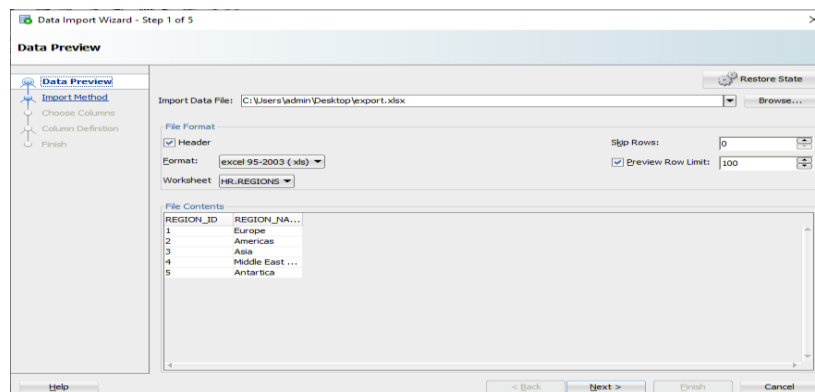 Data Import Wizard - Step 1 of 5
Data Preview
Data Preview
Import Method
Choose Columns
Column Definition
Finish
Restore State
Import Data File: C:\Users\admin\Desktop\export.xlsx Browse...
File Format
Header Skip Rows: 0
Format: excel 95-2003 (xls) Preview Row Limit: 100
Worksheet HR.REGIONS
File Contents
REGION_ID REGION_NA...
1 Europe
2 Americas
3 Asia
4 Middle East ...
5 Antartica
Help < Back Next > Finish Cancel